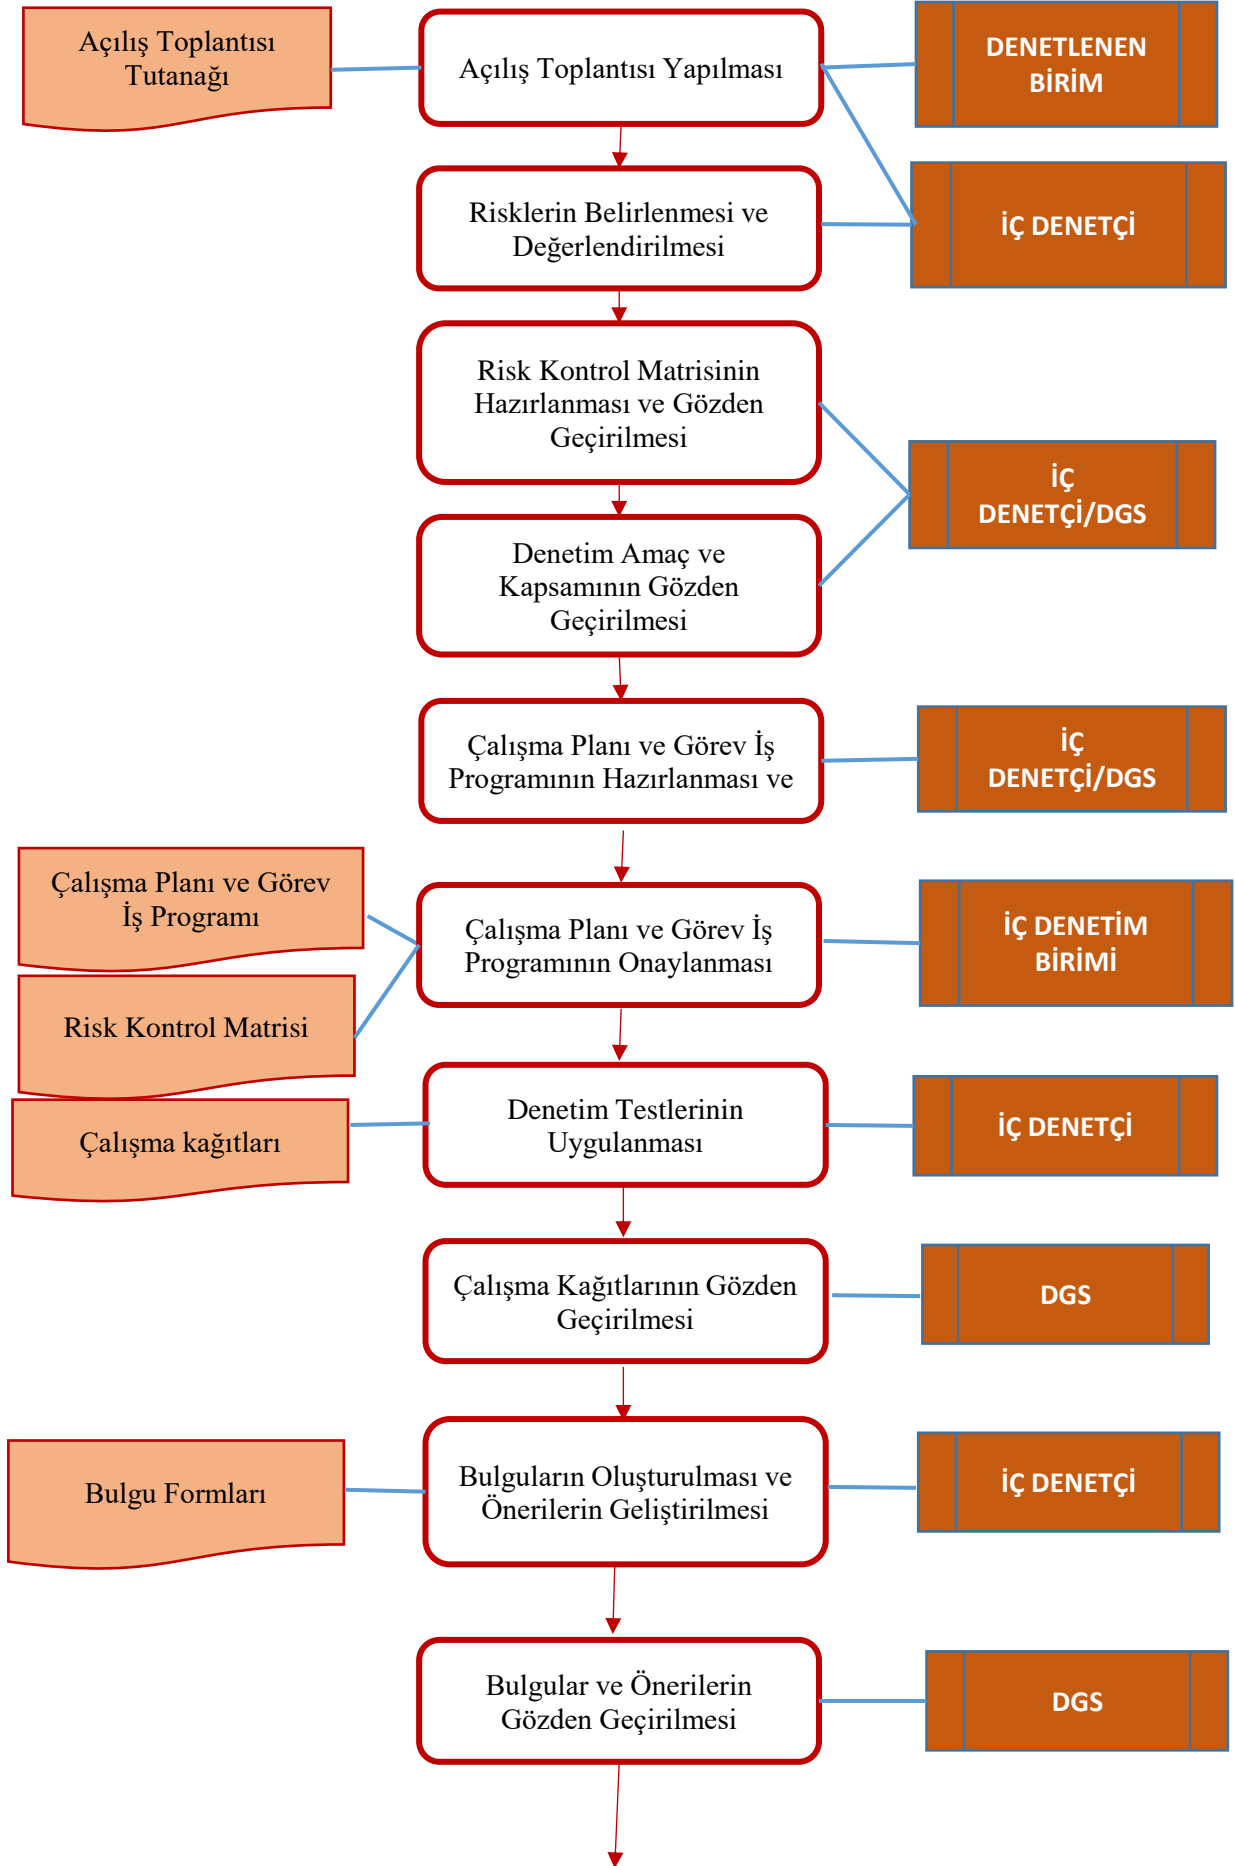 Açılış Toplantısı
Tutanağı
Açılış Toplantısı Yapılması
DENETLENEN
BİRİM
Risklerin Belirlenmesi ve
Değerlendirilmesi
İÇ DENETÇİ
Risk Kontrol Matrisinin
Hazırlanması ve Gözden
Geçirilmesi
İÇ
DENETÇİ/DGS
Denetim Amaç ve
Kapsamının Gözden
Geçirilmesi
Çalışma Planı ve Görev İş
Programının Hazırlanması ve
İÇ
DENETÇİ/DGS
Çalışma Planı ve Görev
İş Programı
Çalışma Planı ve Görev İş
Programının Onaylanması
İÇ DENETİM
BİRİMİ
Risk Kontrol Matrisi
Çalışma kağıtları
Denetim Testlerinin
Uygulanması
İÇ DENETÇİ
Çalışma Kağıtlarının Gözden
Geçirilmesi
DGS
Bulgu Formları
Bulguların Oluşturulması ve
Önerilerin Geliştirilmesi
İÇ DENETÇİ
Bulgular ve Önerilerin
Gözden Geçirilmesi
DGS